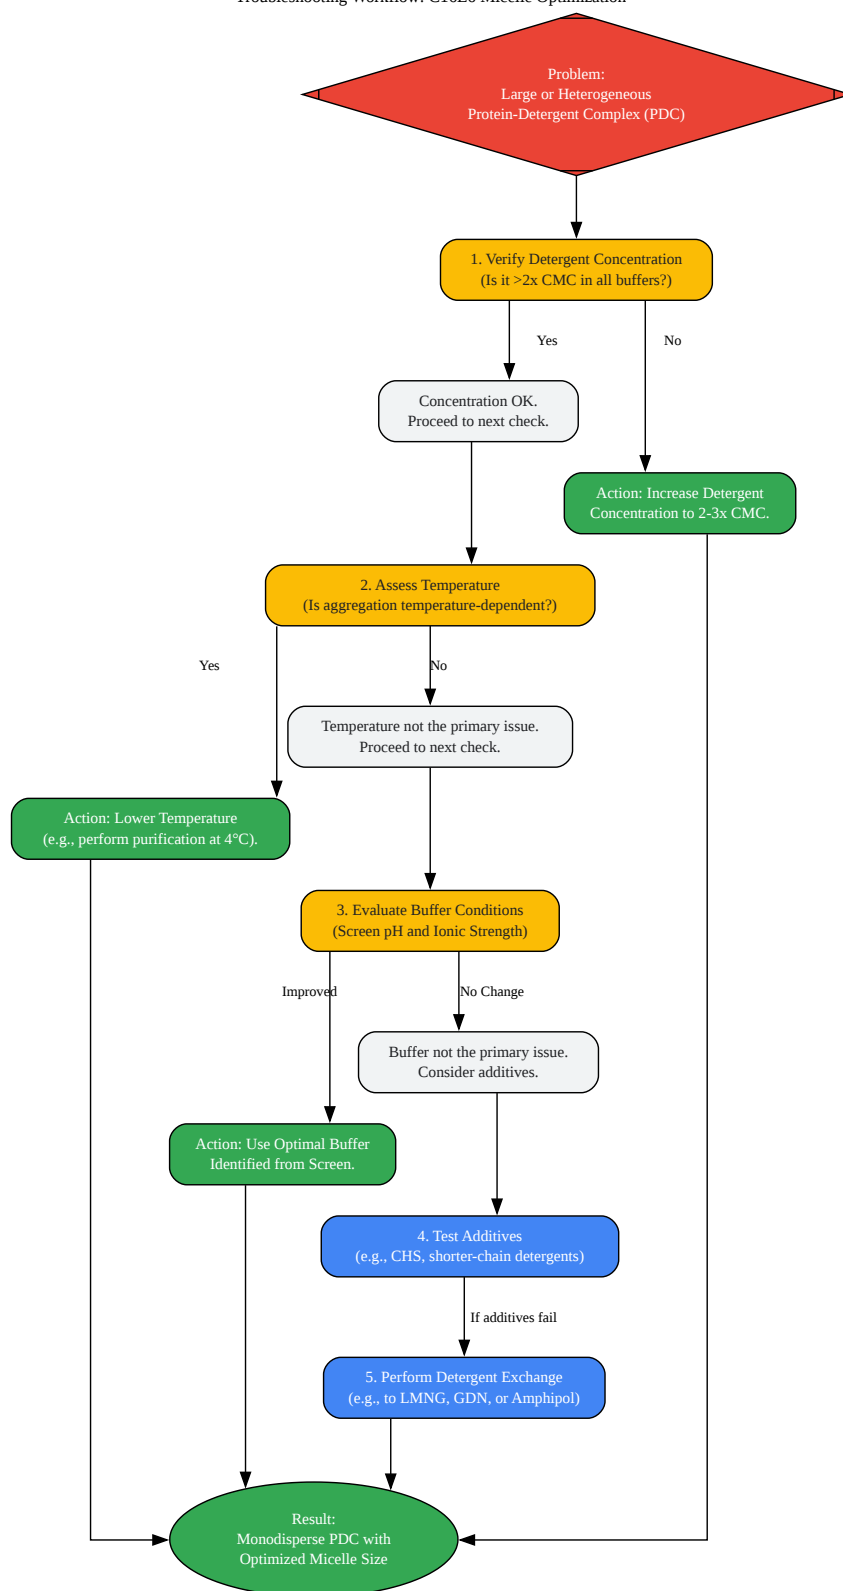 Troubleshooting Workflow: C16E6 Micelle Optimization
Problem:
Large or Heterogeneous
Protein-Detergent Complex (PDC)
1. Verify Detergent Concentration
(Is it >2x CMC in all buffers?)
Yes
No
Concentration OK.
Proceed to next check.
Action: Increase Detergent
Concentration to 2-3x CMC.
2. Assess Temperature
(Is aggregation temperature-dependent?)
Yes
No
Temperature not the primary issue.
Proceed to next check.
Action: Lower Temperature
(e.g., perform purification at 4°C).
3. Evaluate Buffer Conditions
(Screen pH and Ionic Strength)
Improved
No Change
Buffer not the primary issue.
Consider additives.
Action: Use Optimal Buffer
Identified from Screen.
4. Test Additives
(e.g., CHS, shorter-chain detergents)
If additives fail
5. Perform Detergent Exchange
(e.g., to LMNG, GDN, or Amphipol)
Result:
Monodisperse PDC with
Optimized Micelle Size